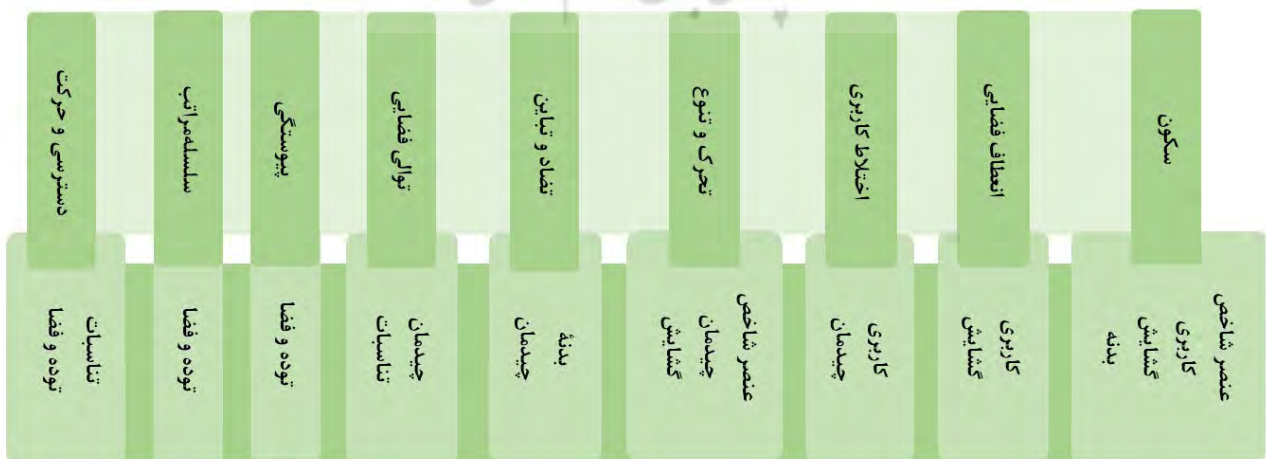 سکون
عنصر شاخص
کاربری
گشایش
بدنه
انعطاف فضایی
کاربری
گشایش
اختلاط کاربری
کاربری
چیدمان
تحرک و تنوع
عنصر شاخص
چیدمان
گشایش
تضاد و تباین
بدنهٔ
چیدمان
توالی فضایی
چیدمان
تناسبات
پیوستگی
توده و فضا
سلسله‌مراتب
توده و فضا
دسترسی و حرکت
تناسبات
توده و فضا